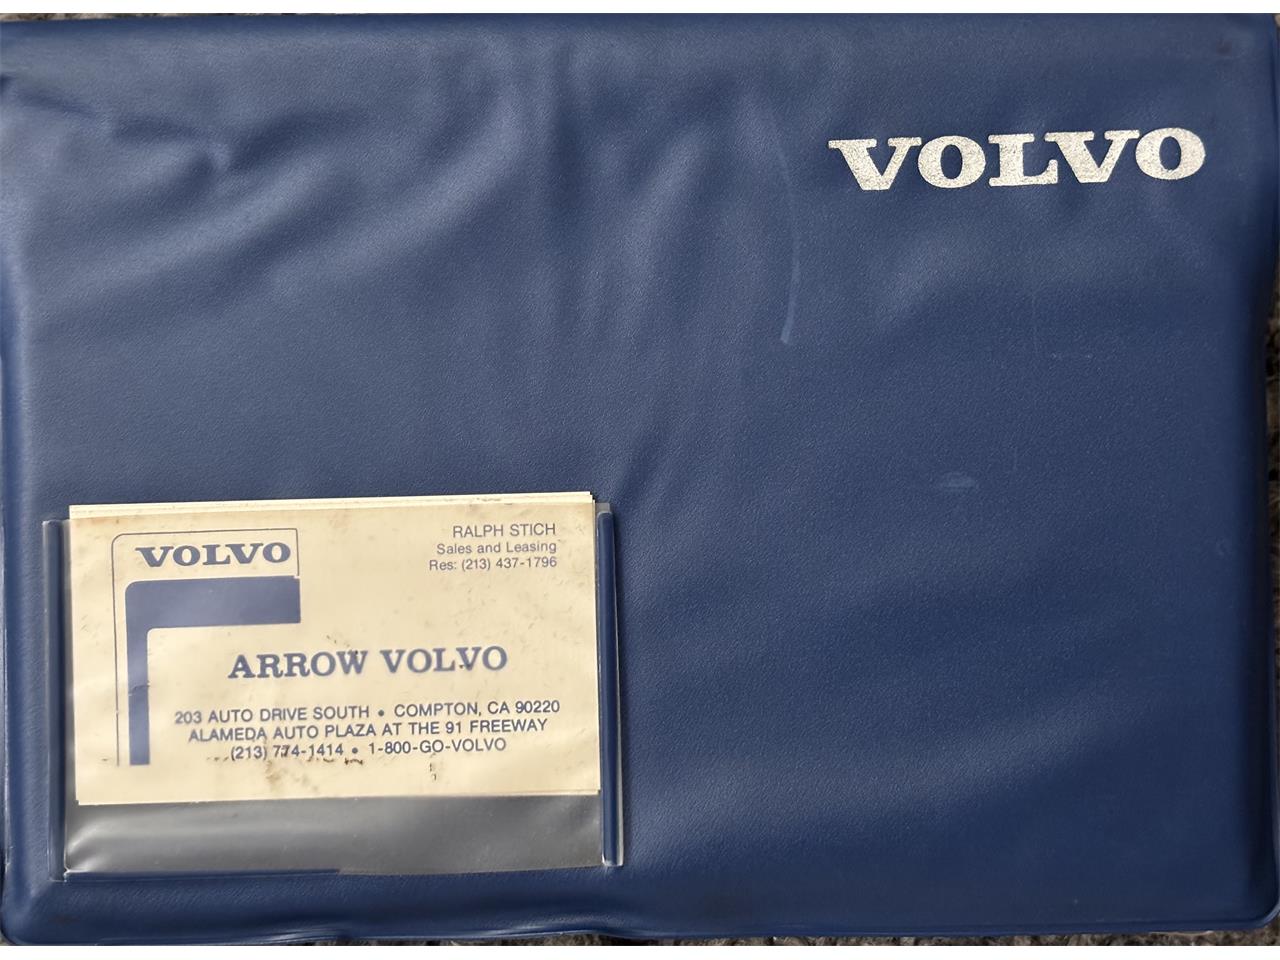 VOLVO
VOLVO
RALPH STICH
Sales and Leasing
Res: (213) 437-1796
ARROW VOLVO
203 AUTO DRIVE SOUTH • COMPTON, CA 90220
ALAMEDA AUTO PLAZA AT THE 91 FREEWAY
(213) 774-1414 • 1-800-GO-VOLVO